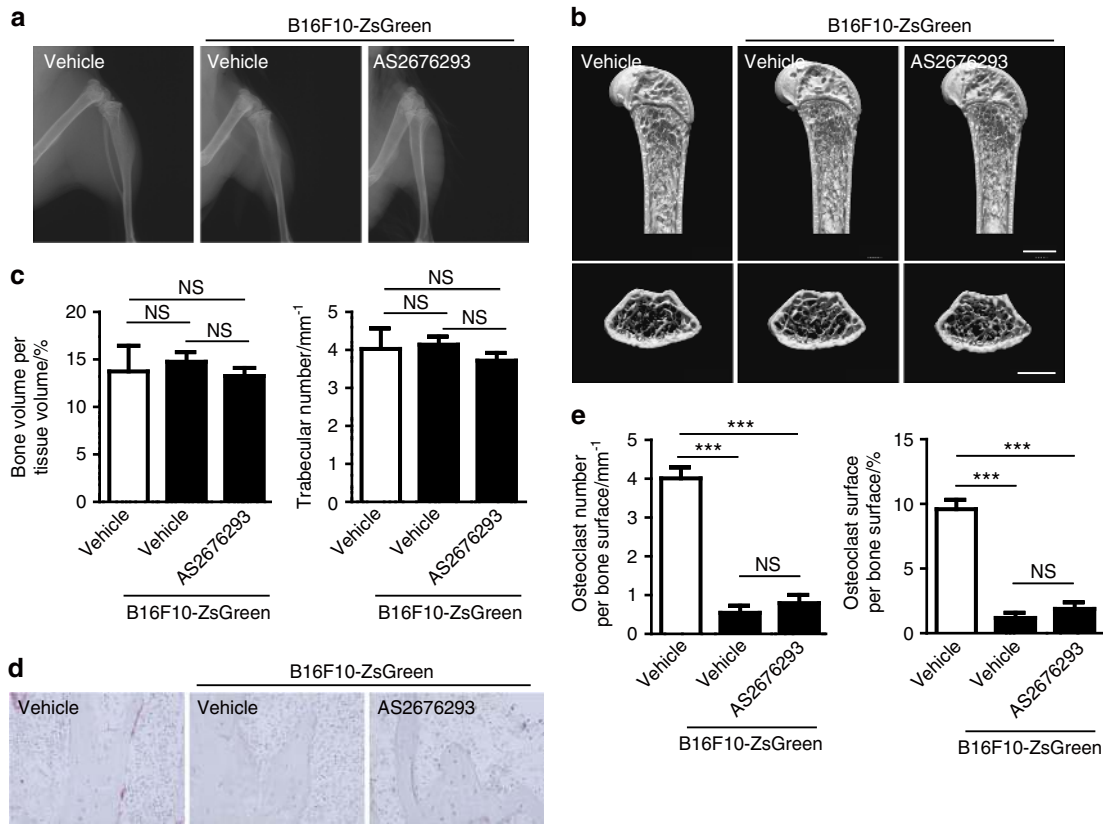 a
B16F10-ZsGreen
Vehicle
Vehicle
AS2676293
b
B16F10-ZsGreen
Vehicle
Vehicle
AS2676293
c
Bone volume per
tissue volume/%
20
15
10
5
0
NS
NS
NS
Vehicle
Vehicle
AS2676293
B16F10-ZsGreen
Trabecular number/mm⁻¹
5
4
3
2
1
0
NS
NS
NS
Vehicle
Vehicle
AS2676293
B16F10-ZsGreen
d
B16F10-ZsGreen
Vehicle
Vehicle
AS2676293
e
Osteoclast number
per bone surface/mm⁻¹
5
4
3
2
1
0
***
***
NS
Vehicle
Vehicle
AS2676293
B16F10-ZsGreen
Osteoclast surface
per bone surface/%
15
10
5
0
***
***
NS
Vehicle
Vehicle
AS2676293
B16F10-ZsGreen